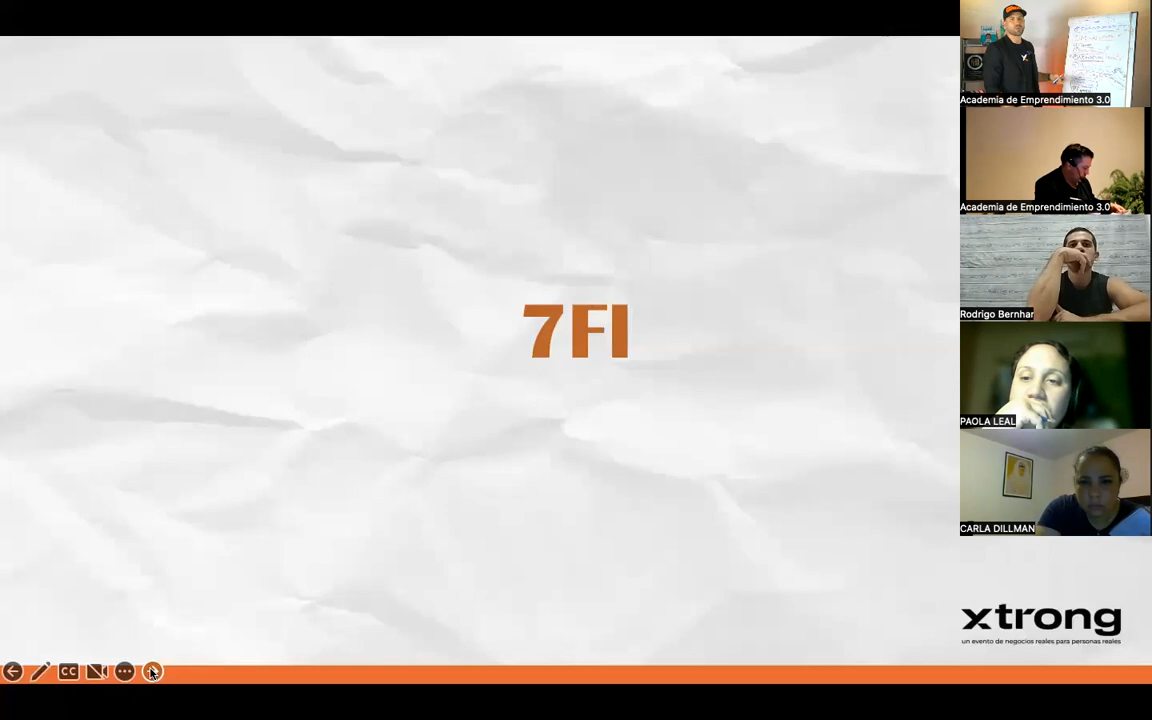 7FI
Academia de Emprendimiento 3.0
Academia de Emprendimiento 3.0
Rodrigo Bernhar
PAOLA LEAL
CARLA DILLMAN
xtrong
un evento de negocios reales para personas reales
CC